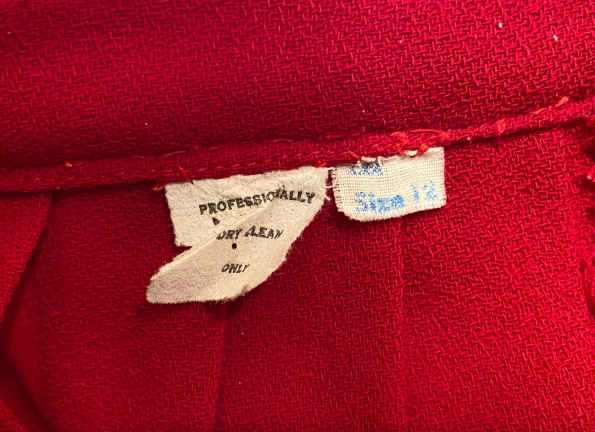 PROFESSIONALLY
DRY CLEAN
ONLY
Size 12